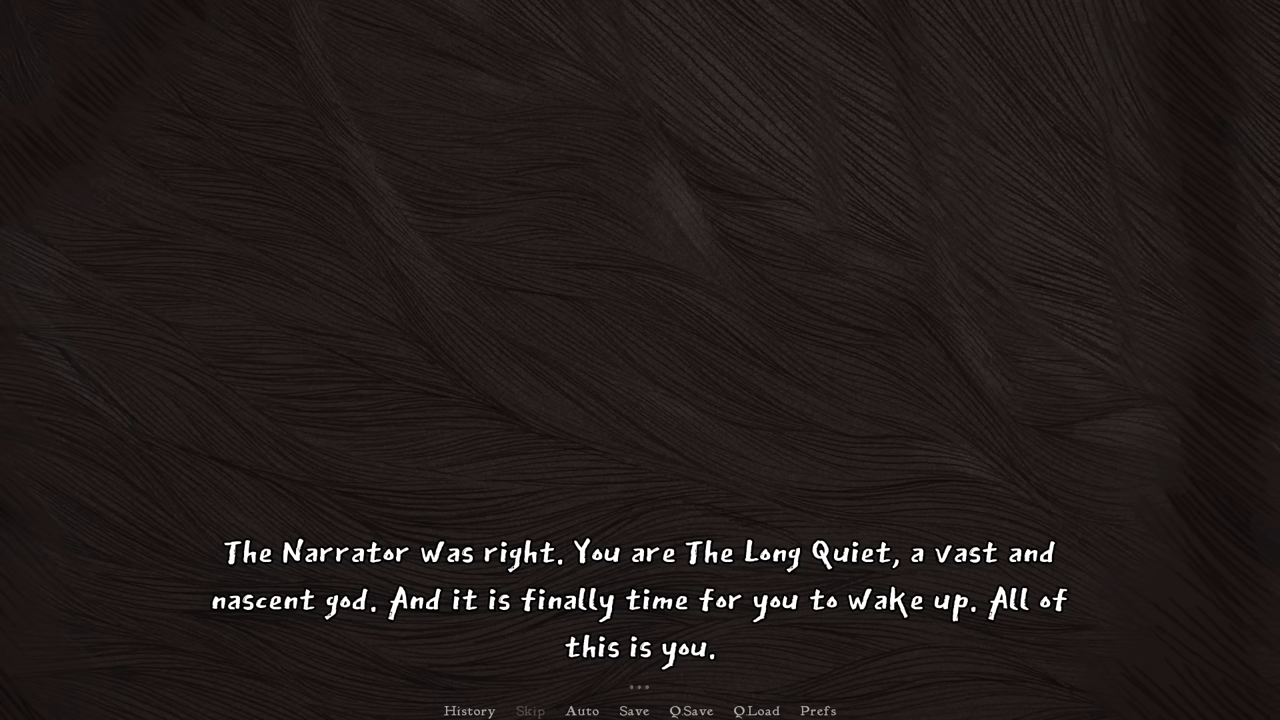 The Narrator was right. You are The Long Quiet, a vast and
nascent god. And it is finally time for you to wake up. All of
this is you.
History Skip Auto Save Q.Save Q.Load Prefs